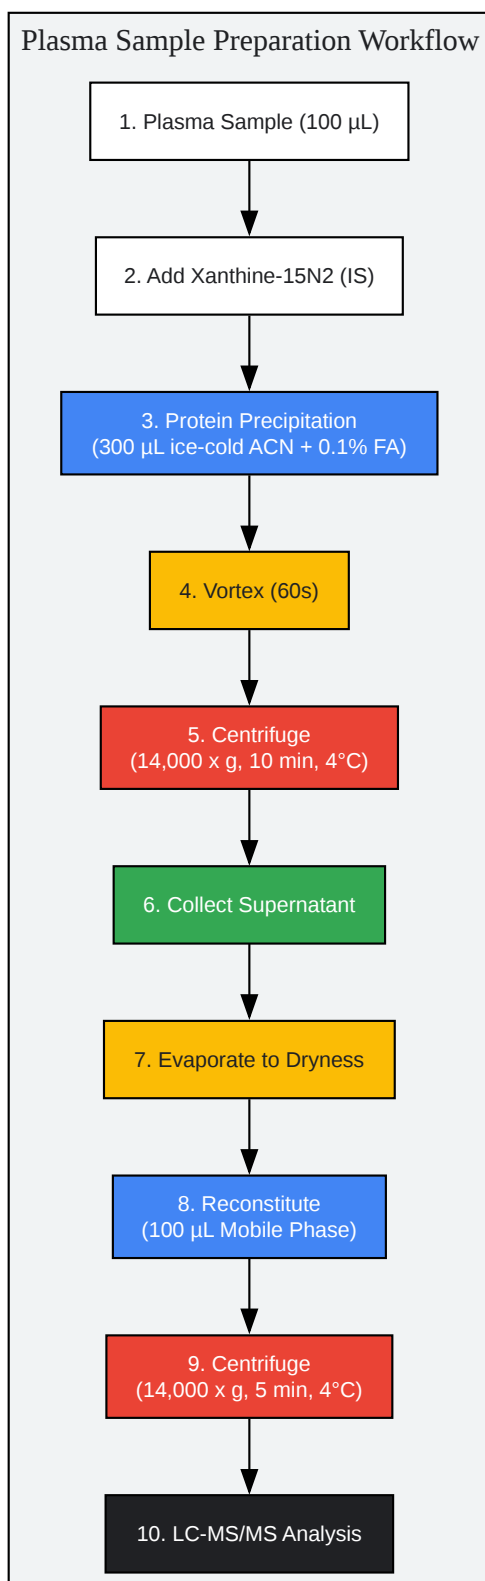 Plasma Sample Preparation Workflow
1. Plasma Sample (100 µL)
2. Add Xanthine-15N2 (IS)
3. Protein Precipitation
(300 µL ice-cold ACN + 0.1% FA)
4. Vortex (60s)
5. Centrifuge
(14,000 x g, 10 min, 4°C)
6. Collect Supernatant
7. Evaporate to Dryness
8. Reconstitute
(100 µL Mobile Phase)
9. Centrifuge
(14,000 x g, 5 min, 4°C)
10. LC-MS/MS Analysis